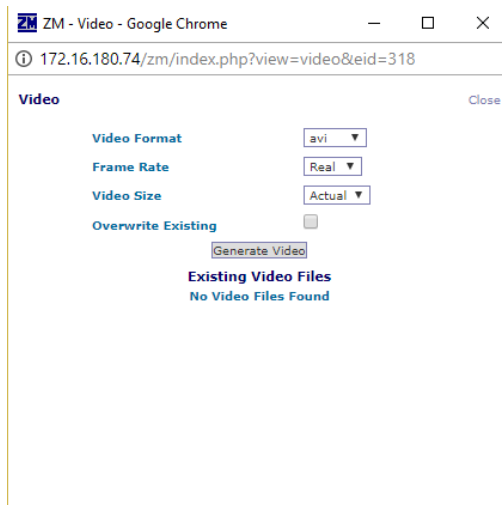 ZM ZM - Video - Google Chrome
172.16.180.74/zm/index.php?view=video&eid=318
Video Close
Video Format avi
Frame Rate Real
Video Size Actual
Overwrite Existing
Generate Video
Existing Video Files
No Video Files Found